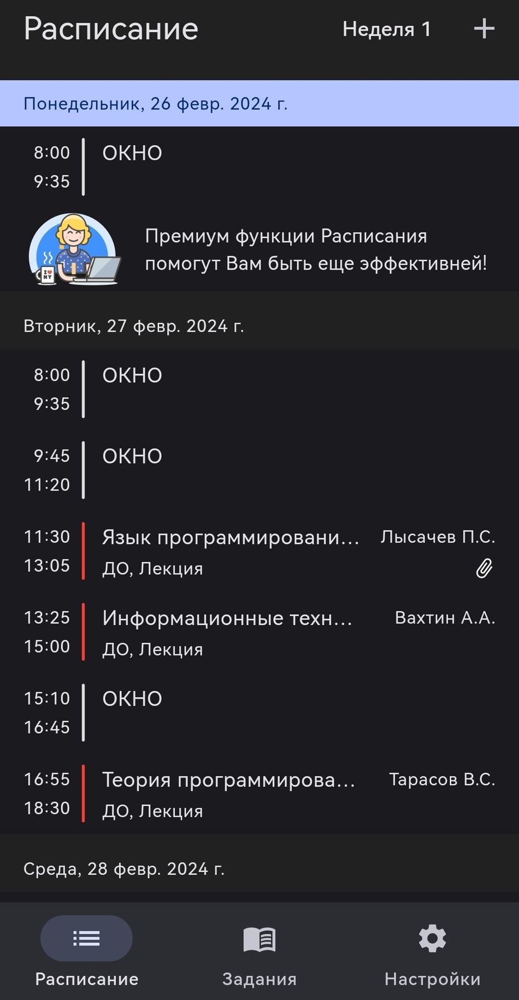 Расписание Неделя 1
Понедельник, 26 февр. 2024 г.
8:00 ОКНО
9:35
I ♥
NY
Премиум функции Расписания
помогут Вам быть еще эффективней!
Вторник, 27 февр. 2024 г.
8:00 ОКНО
9:35
9:45 ОКНО
11:20
11:30 Язык программировани... Лысачев П.С.
13:05 ДО, Лекция
13:25 Информационные техн... Вахтин А.А.
15:00 ДО, Лекция
15:10 ОКНО
16:45
16:55 Теория программирова... Тарасов В.С.
18:30 ДО, Лекция
Среда, 28 февр. 2024 г.
Расписание Задания Настройки